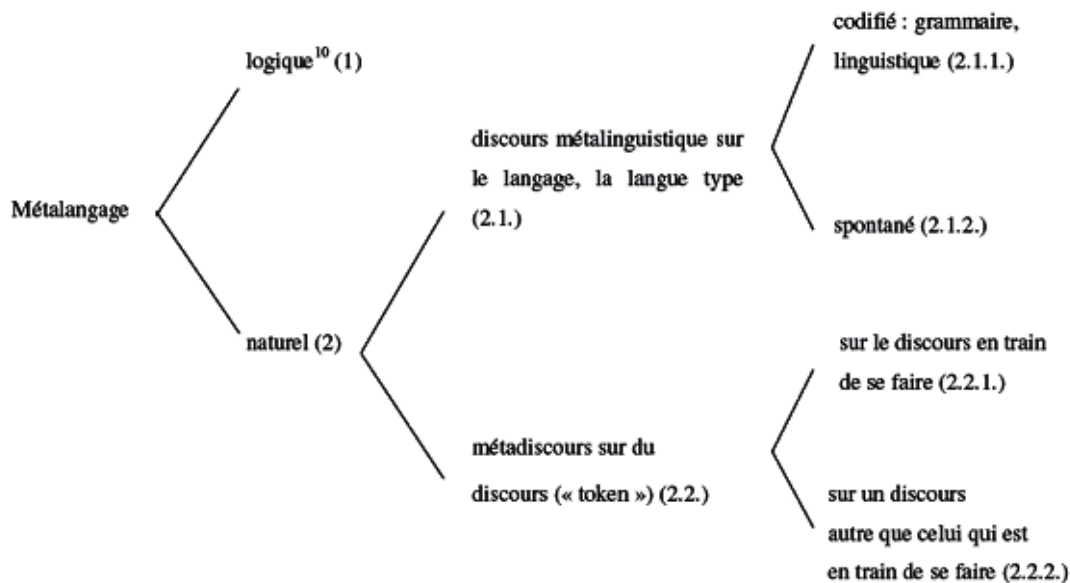 codifié : grammaire,
linguistique (2.1.1.)
logique¹⁰ (1)
discours métalinguistique sur
le langage, la langue type
(2.1.)
Métalangage
spontané (2.1.2.)
naturel (2)
sur le discours en train
de se faire (2.2.1.)
métadiscours sur du
discours (« token ») (2.2.)
sur un discours
autre que celui qui est
en train de se faire (2.2.2.)